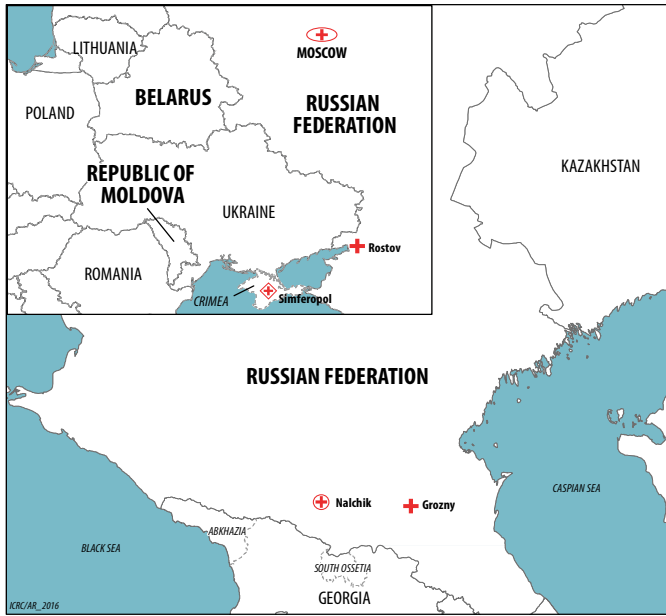 LITHUANIA
MOSCOW
POLAND
BELARUS
RUSSIAN
FEDERATION
KAZAKHSTAN
REPUBLIC OF
MOLDOVA
UKRAINE
Rostov
ROMANIA
CRIMEA
Simferopol
RUSSIAN FEDERATION
CASPIAN SEA
Nalchik
Grozny
ABKHAZIA
BLACK SEA
SOUTH OSSETIA
GEORGIA
ICRC/AR_2016